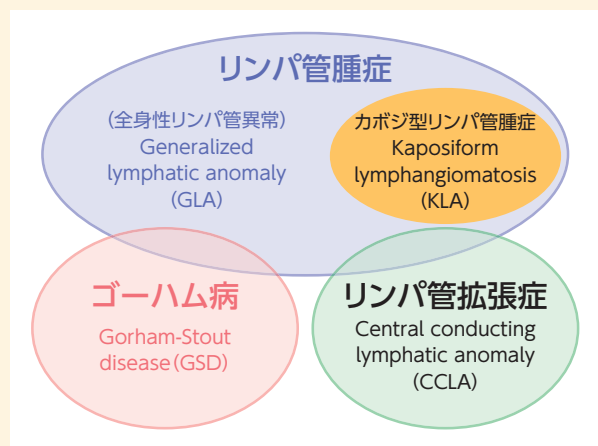 リンパ管腫症
(全身性リンパ管異常)
Generalized
lymphatic anomaly
(GLA)
カポジ型リンパ管腫症
Kaposiform
lymphangiomatosis
(KLA)
ゴーハム病
Gorham-Stout
disease(GSD)
リンパ管拡張症
Central conducting
lymphatic anomaly
(CCLA)